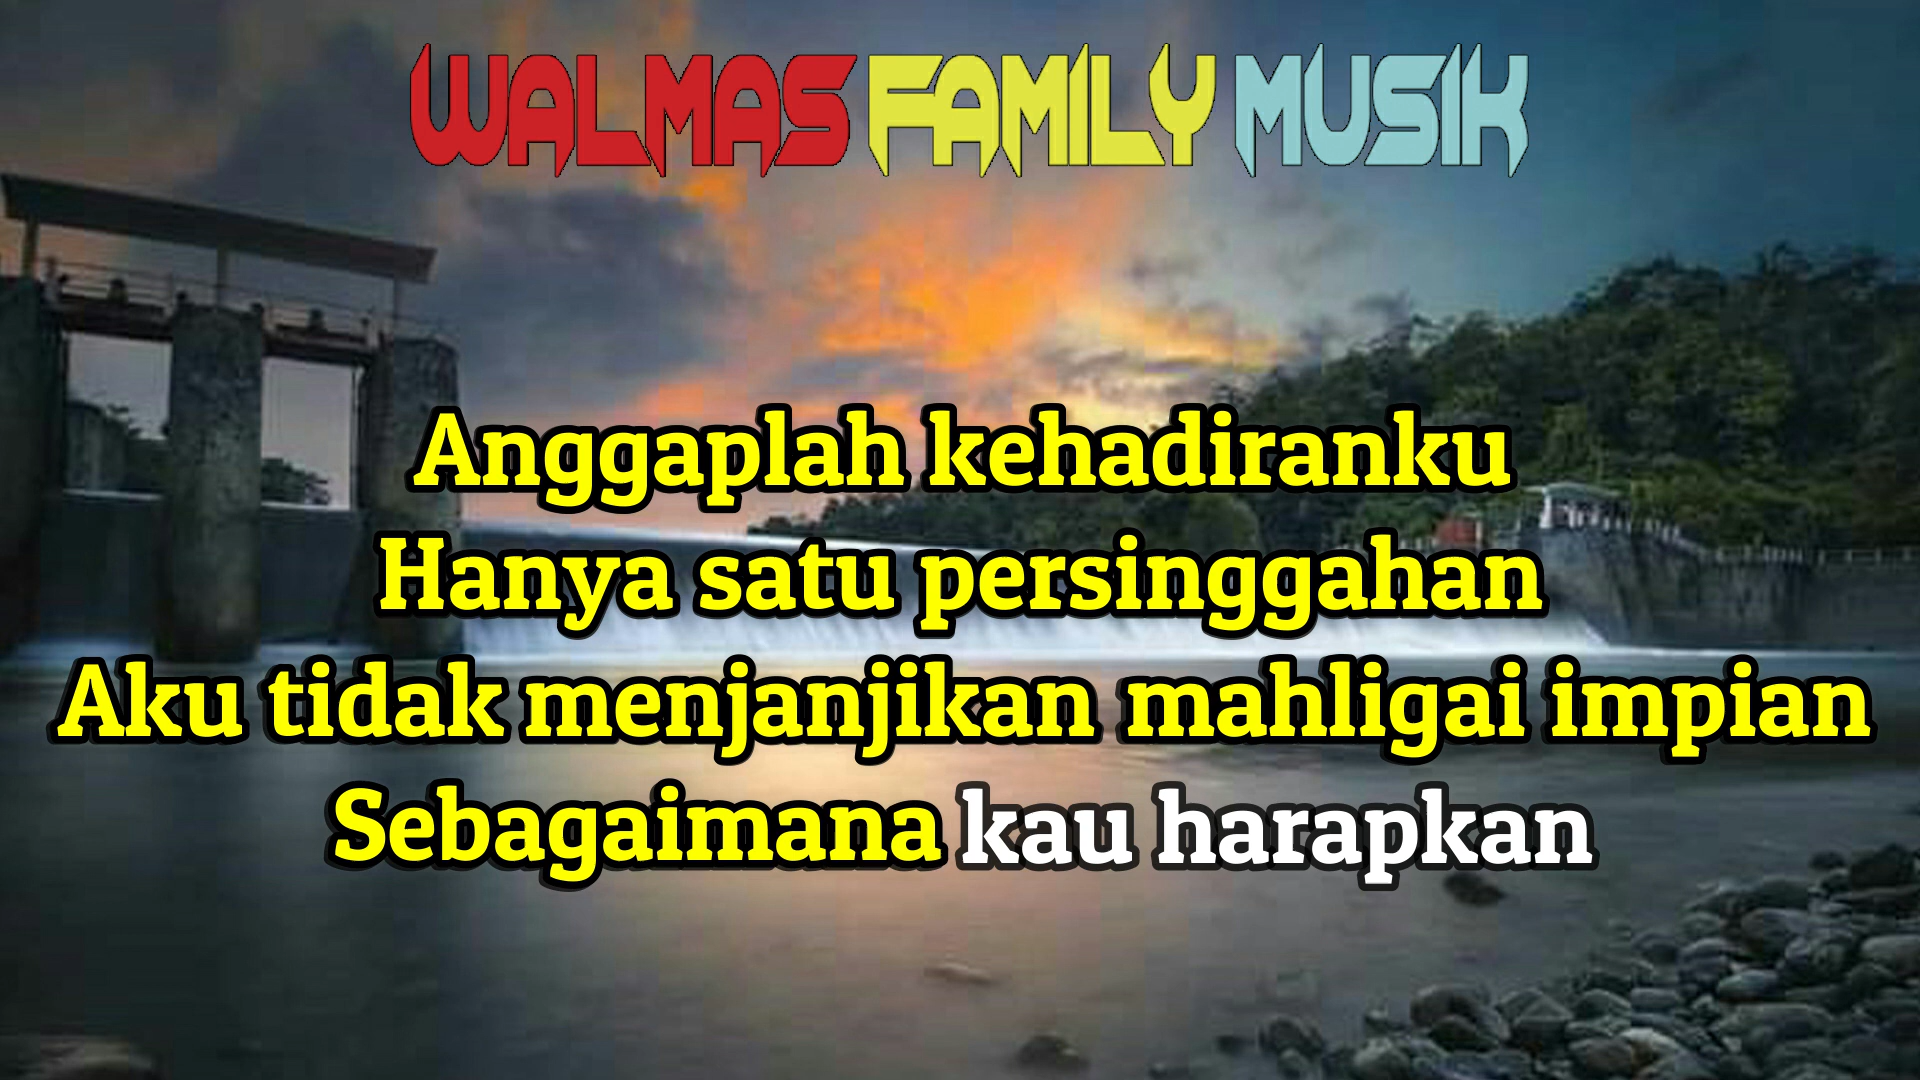 WALMAS FAMILY MUSIK
Anggaplah kehadiranku
Hanya satu persinggahan
Aku tidak menjanjikan mahligai impian
Sebagaimana kau harapkan